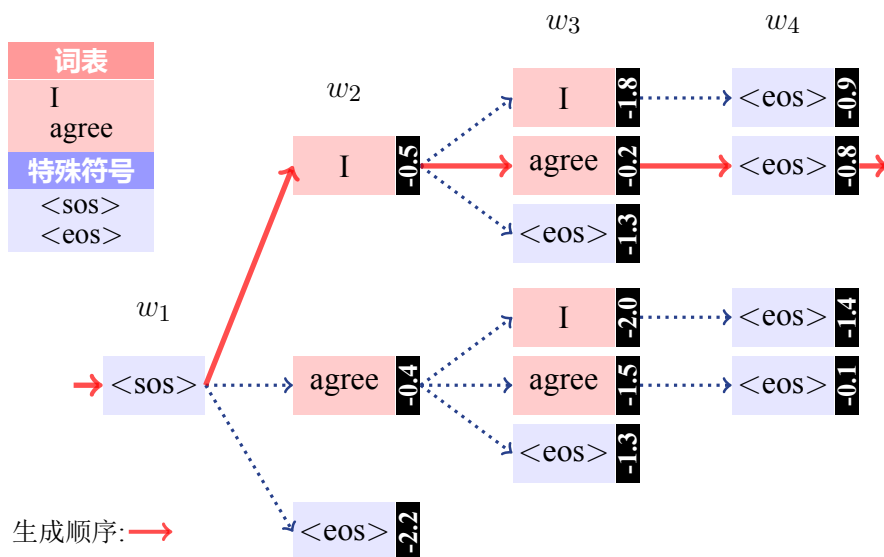 词表
I
agree
特殊符号
<sos>
<eos>
生成顺序:
w1
<sos>
w2
I -0.5
agree -0.4
<eos> -2.2
w3
I -1.8
agree -0.2
<eos> -1.3
I -2.0
agree -1.5
<eos> -1.3
w4
<eos> -0.9
<eos> -0.8
<eos> -1.4
<eos> -0.1